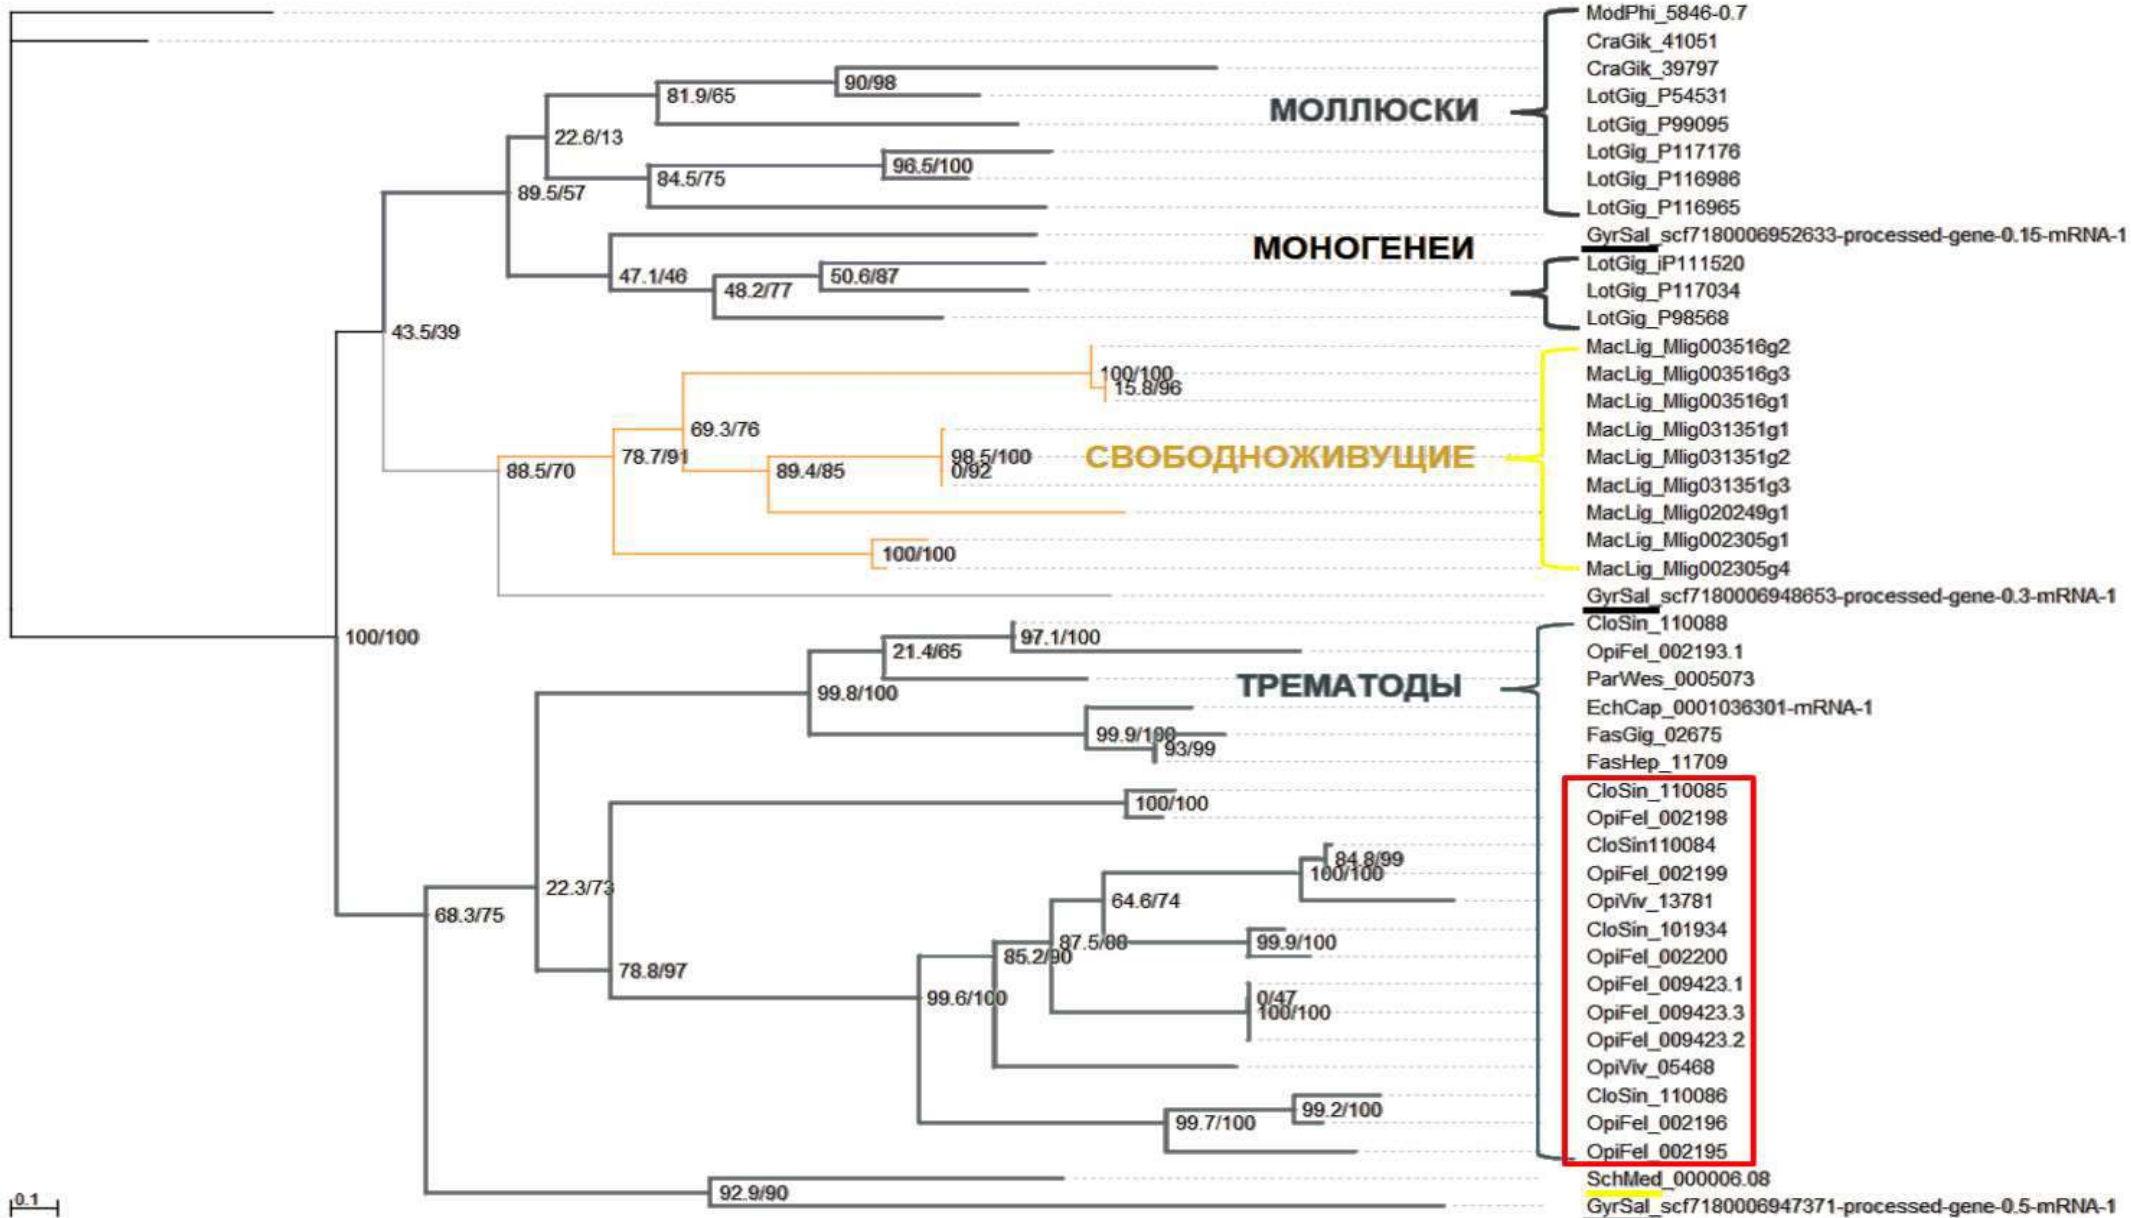 ModPhi_5846-0.7
CraGik_41051
CraGik_39797
90/98
81.9/65
LotGig_P54531
МОЛЛЮСКИ
LotGig_P99095
22.6/13
LotGig_P117176
96.5/100
84.5/75
LotGig_P116986
89.5/57
LotGig_P116965
GyrSal_scf7180006952633-processed-gene-0.15-mRNA-1
МОНОГЕНЕИ
LotGig_iP111520
47.1/46
50.6/87
48.2/77
LotGig_P117034
LotGig_P98568
43.5/39
MacLig_Mlig003516g2
100/100
MacLig_Mlig003516g3
15.8/96
MacLig_Mlig003516g1
69.3/76
MacLig_Mlig031351g1
78.7/91
98.5/100
СВОБОДНОЖИВУЩИЕ
MacLig_Mlig031351g2
88.5/70
89.4/85
0/92
MacLig_Mlig031351g3
MacLig_Mlig020249g1
MacLig_Mlig002305g1
100/100
MacLig_Mlig002305g4
GyrSal_scf7180006948653-processed-gene-0.3-mRNA-1
CloSin_110088
100/100
97.1/100
21.4/65
OpiFel_002193.1
ТРЕМАТОДЫ
ParWes_0005073
99.8/100
EchCap_0001036301-mRNA-1
99.9/100
FasGig_02675
93/99
FasHep_11709
CloSin_110085
100/100
OpiFel_002198
CloSin110084
84.8/99
100/100
OpiFel_002199
22.3/73
64.6/74
OpiViv_13781
68.3/75
CloSin_101934
87.5/88
99.9/100
85.2/90
OpiFel_002200
78.8/97
OpiFel_009423.1
99.6/100
0/47
100/100
OpiFel_009423.3
OpiFel_009423.2
OpiViv_05468
CloSin_110086
99.2/100
99.7/100
OpiFel_002196
OpiFel_002195
SchMed_000006.08
92.9/90
0.1
GyrSal_scf7180006947371-processed-gene-0.5-mRNA-1